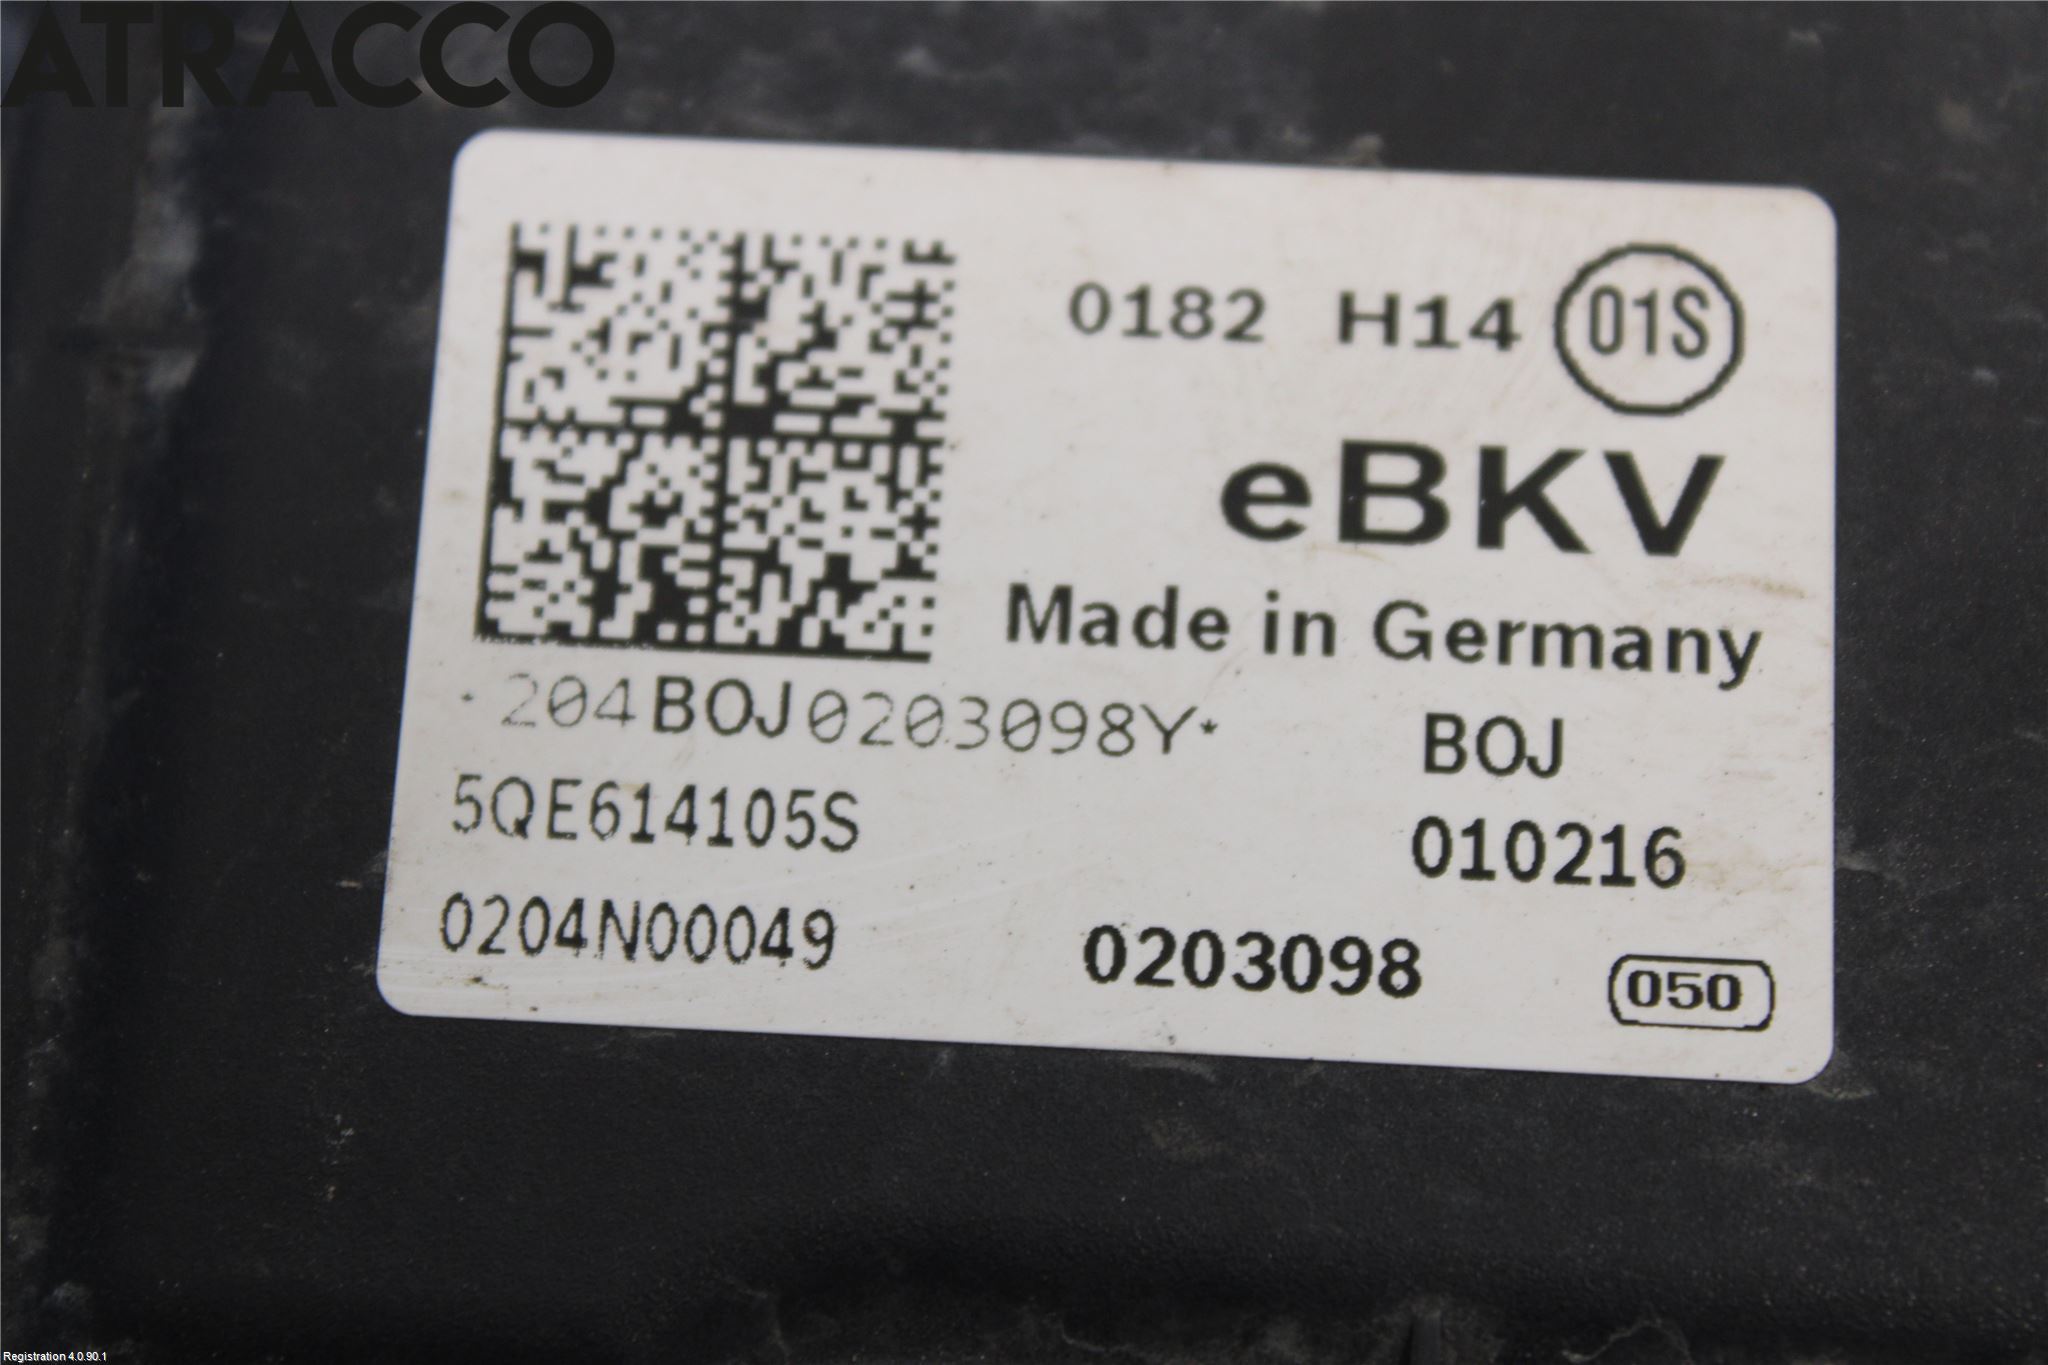 ATRACCO
0182 H14 01S
eBKV
Made in Germany
*204BOJ0203098Y*
BOJ
5QE614105S
010216
0204N00049
0203098
050
Registration 4.0.90.1